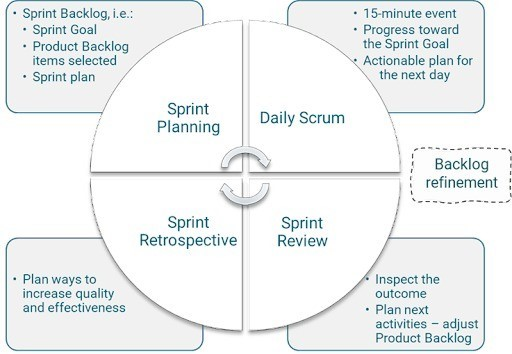 Sprint Backlog, i.e.:
• Sprint Goal
• Product Backlog
items selected
• Sprint plan
• 15-minute event
• Progress toward
the Sprint Goal
• Actionable plan for
the next day
Sprint
Planning
Daily Scrum
Backlog
refinement
Sprint
Retrospective
Sprint
Review
• Plan ways to
increase quality
and effectiveness
• Inspect the
outcome
• Plan next
activities – adjust
Product Backlog